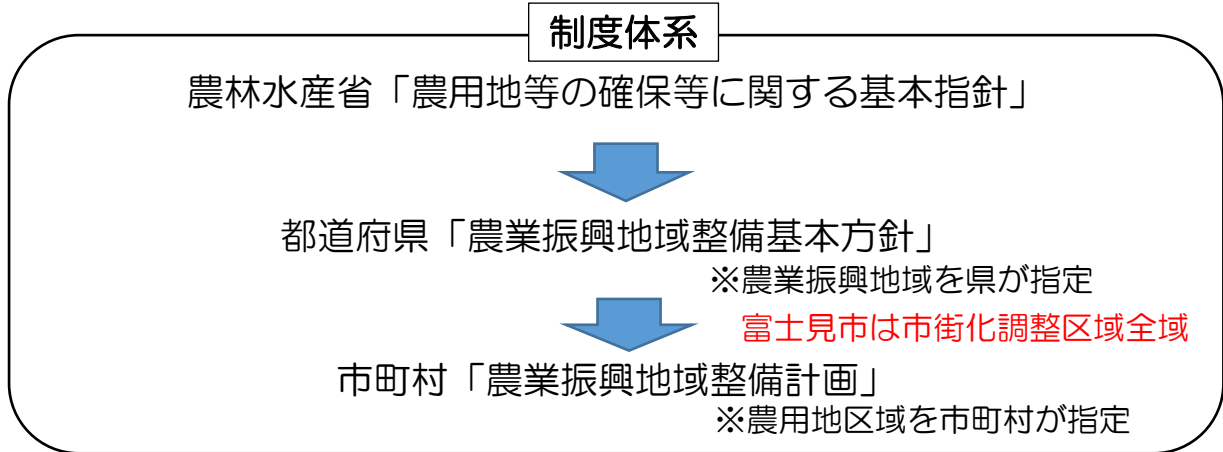 制度体系
農林水産省「農用地等の確保等に関する基本指針」
都道府県「農業振興地域整備基本方針」
※農業振興地域を県が指定
富士見市は市街化調整区域全域
市町村「農業振興地域整備計画」
※農用地区域を市町村が指定